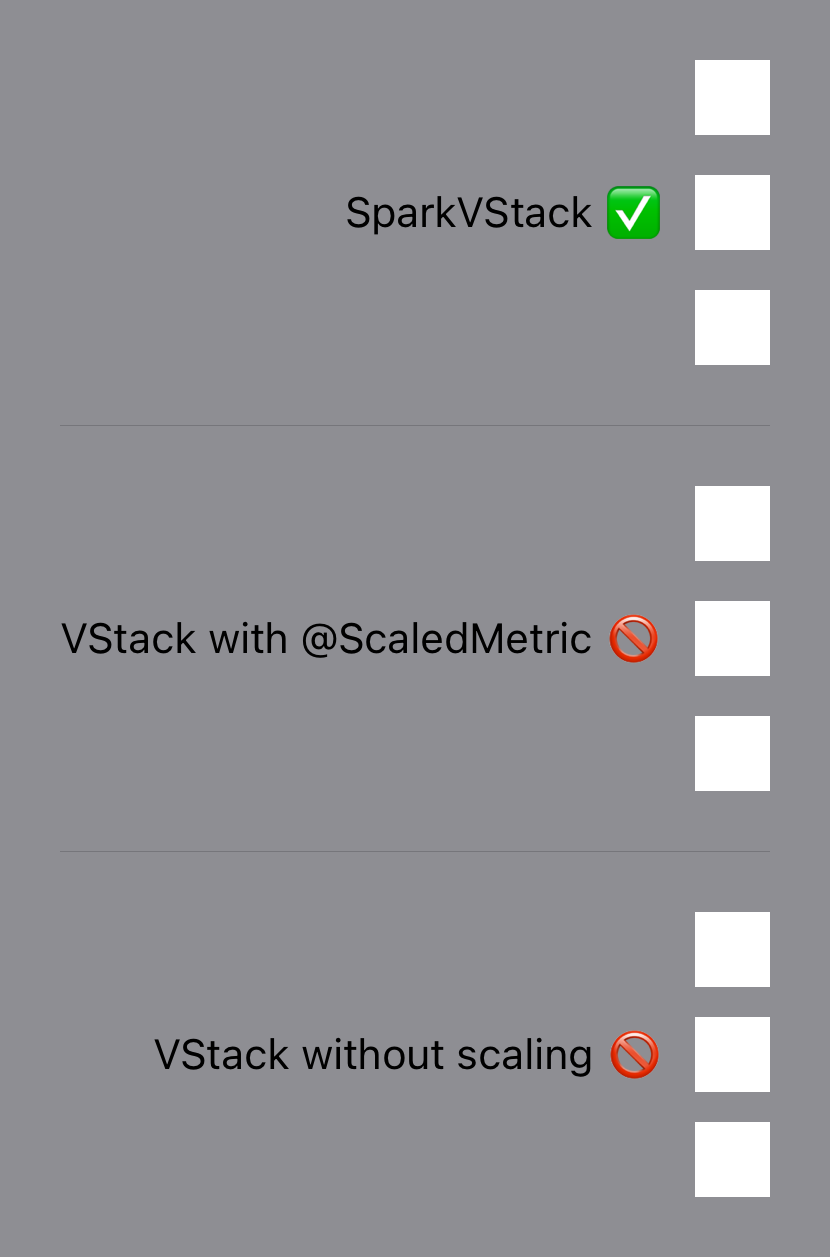 SparkVStack ✅
VStack with @ScaledMetric 🚫
VStack without scaling 🚫